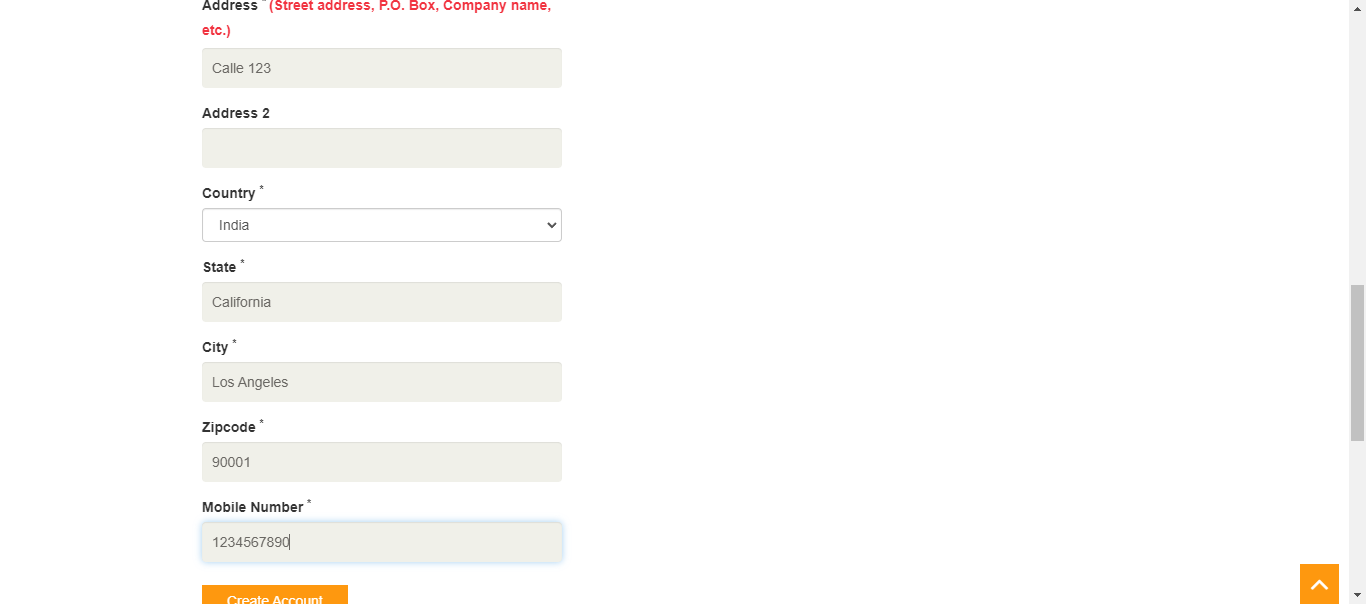 Address * (Street address, P.O. Box, Company name,
etc.)
Calle 123
Address 2
Country *
India
State *
California
City *
Los Angeles
Zipcode *
90001
Mobile Number *
1234567890
Create Account